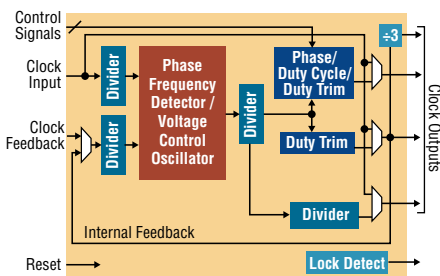 Control
Signals
÷3
Clock
Input
Divider
Phase
Frequency
Detector /
Voltage
Control
Oscillator
Divider
Phase/
Duty Cycle/
Duty Trim
Clock
Feedback
Divider
Duty Trim
Clock Outputs
Divider
Internal Feedback
Reset
Lock Detect